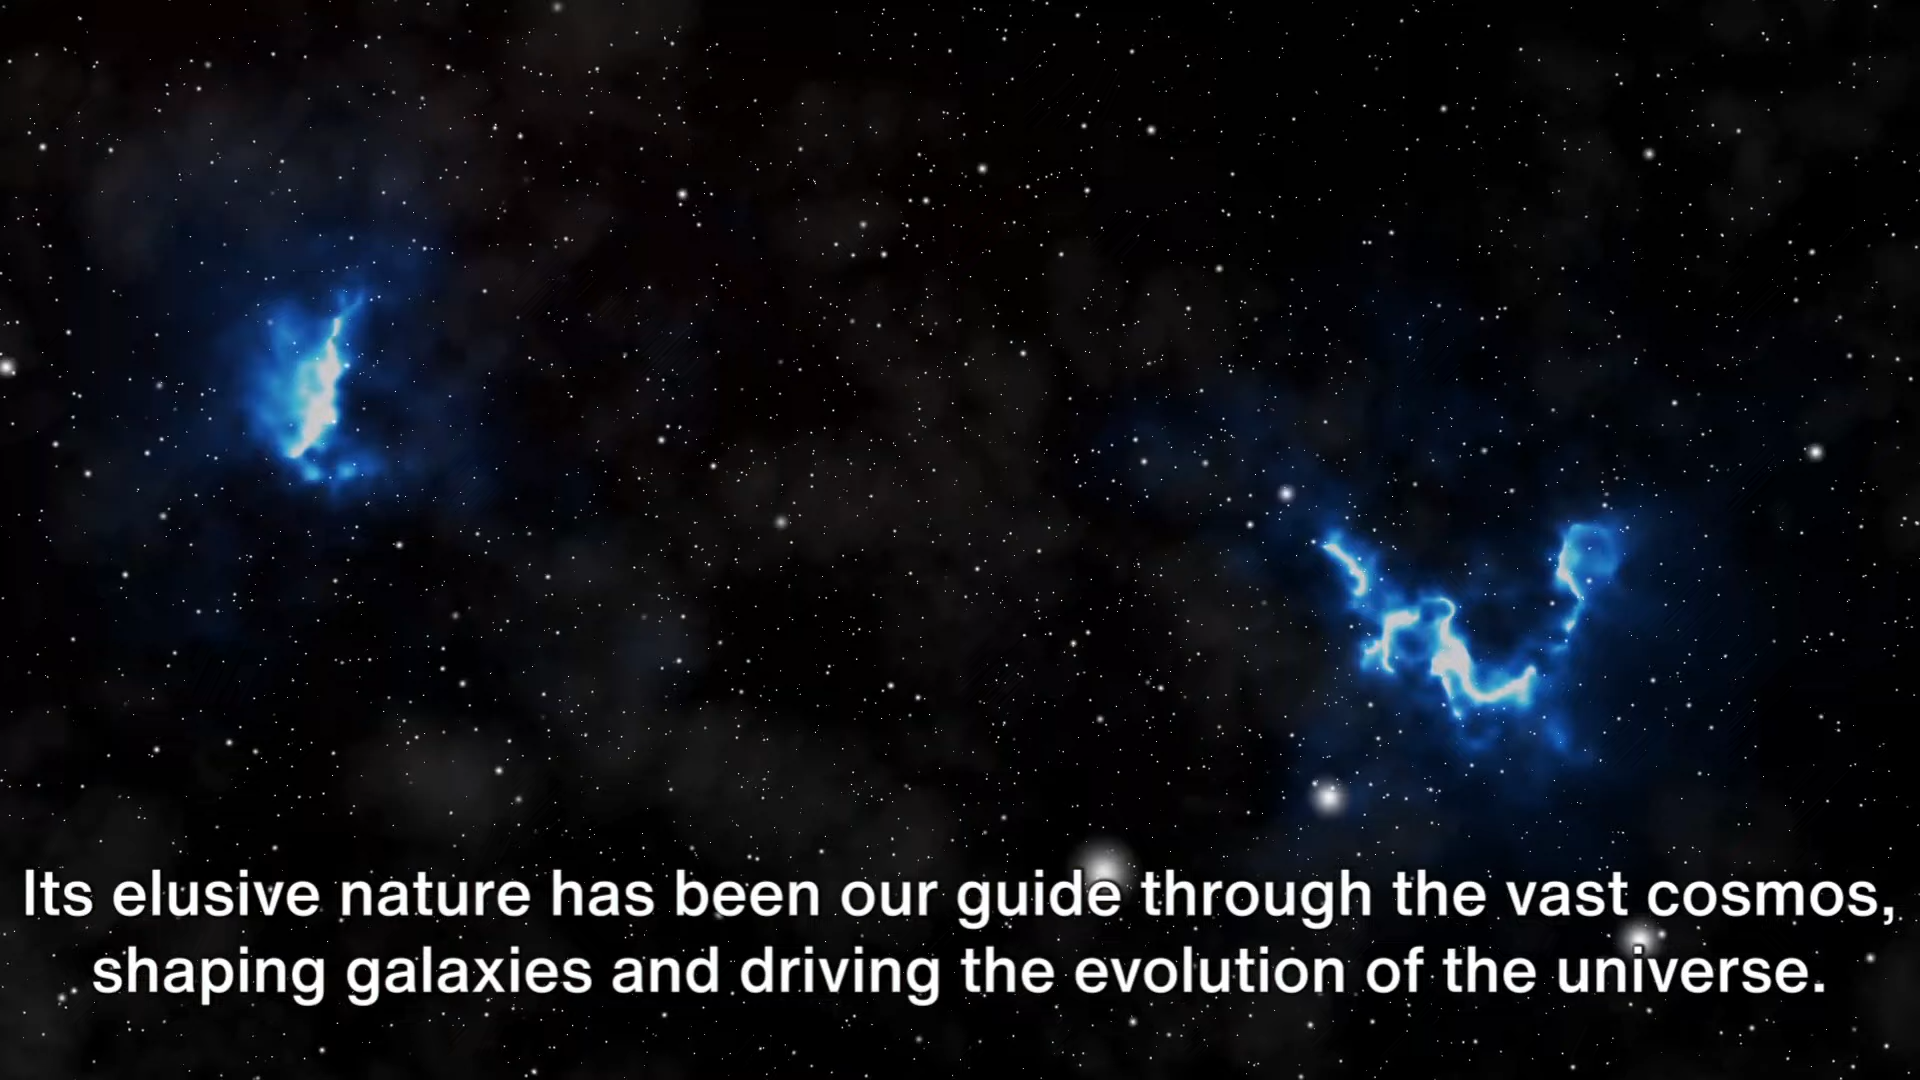 Its elusive nature has been our guide through the vast cosmos,
shaping galaxies and driving the evolution of the universe.